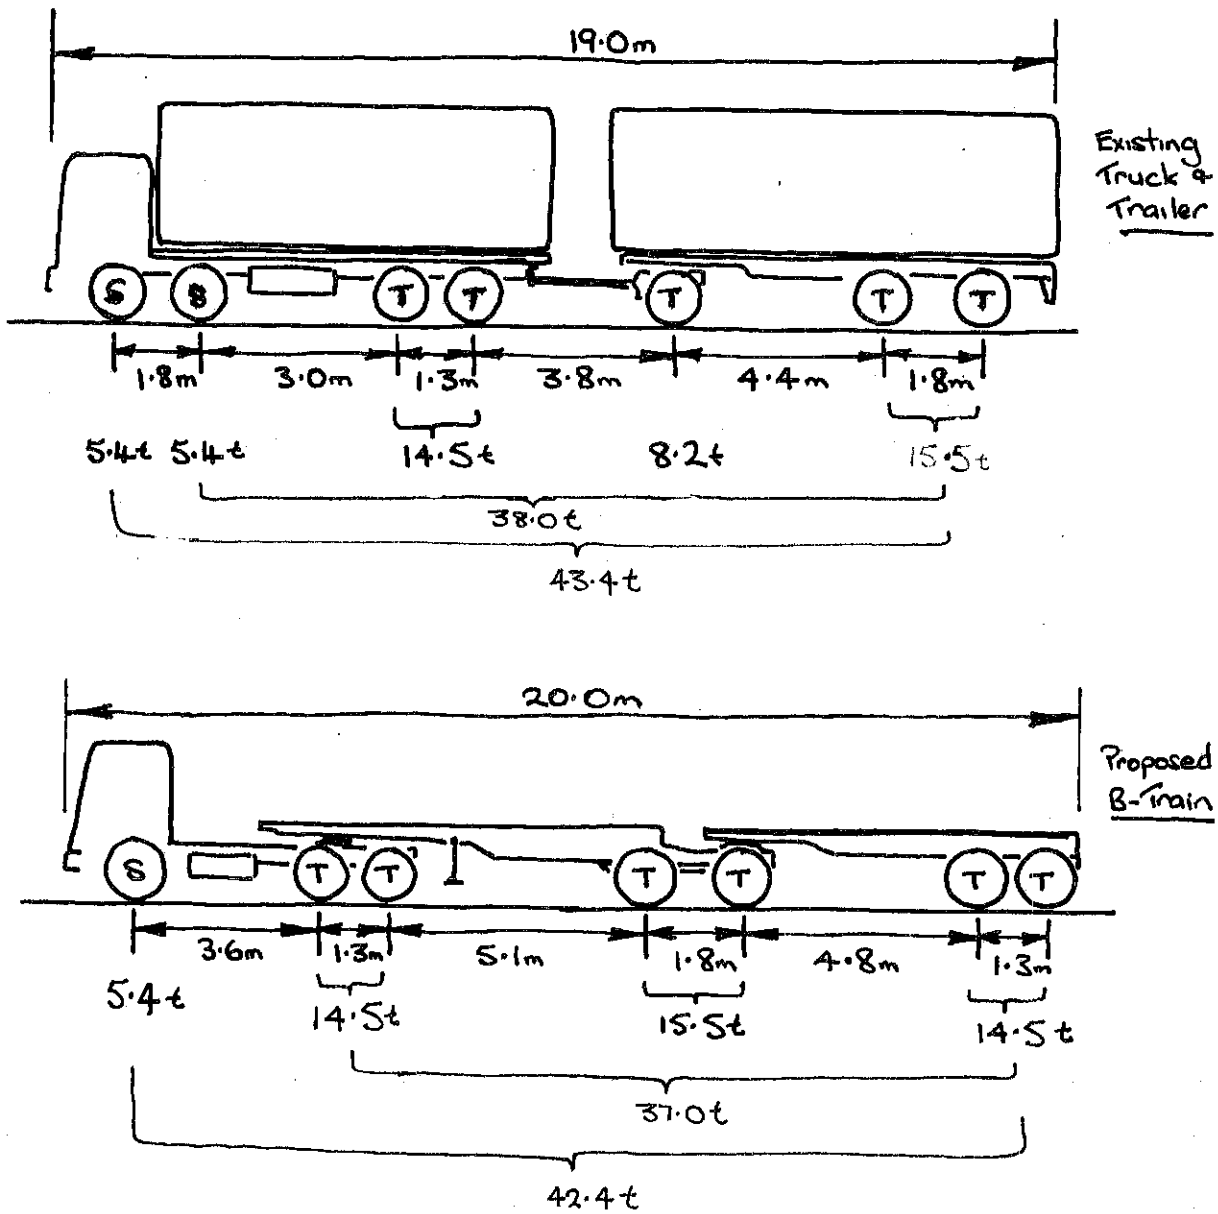 19.0m
Existing
Truck &
Trailer
S S T T T T T
1.8m 3.0m 1.3m 3.8m 4.4m 1.8m
5.4t 5.4t 14.5t 8.2t 15.5t
38.0t
43.4t
20.0m
Proposed
B-Train
S T T T T T T
3.6m 1.3m 5.1m 1.8m 4.8m 1.3m
5.4t 14.5t 15.5t 14.5t
37.0t
42.4t